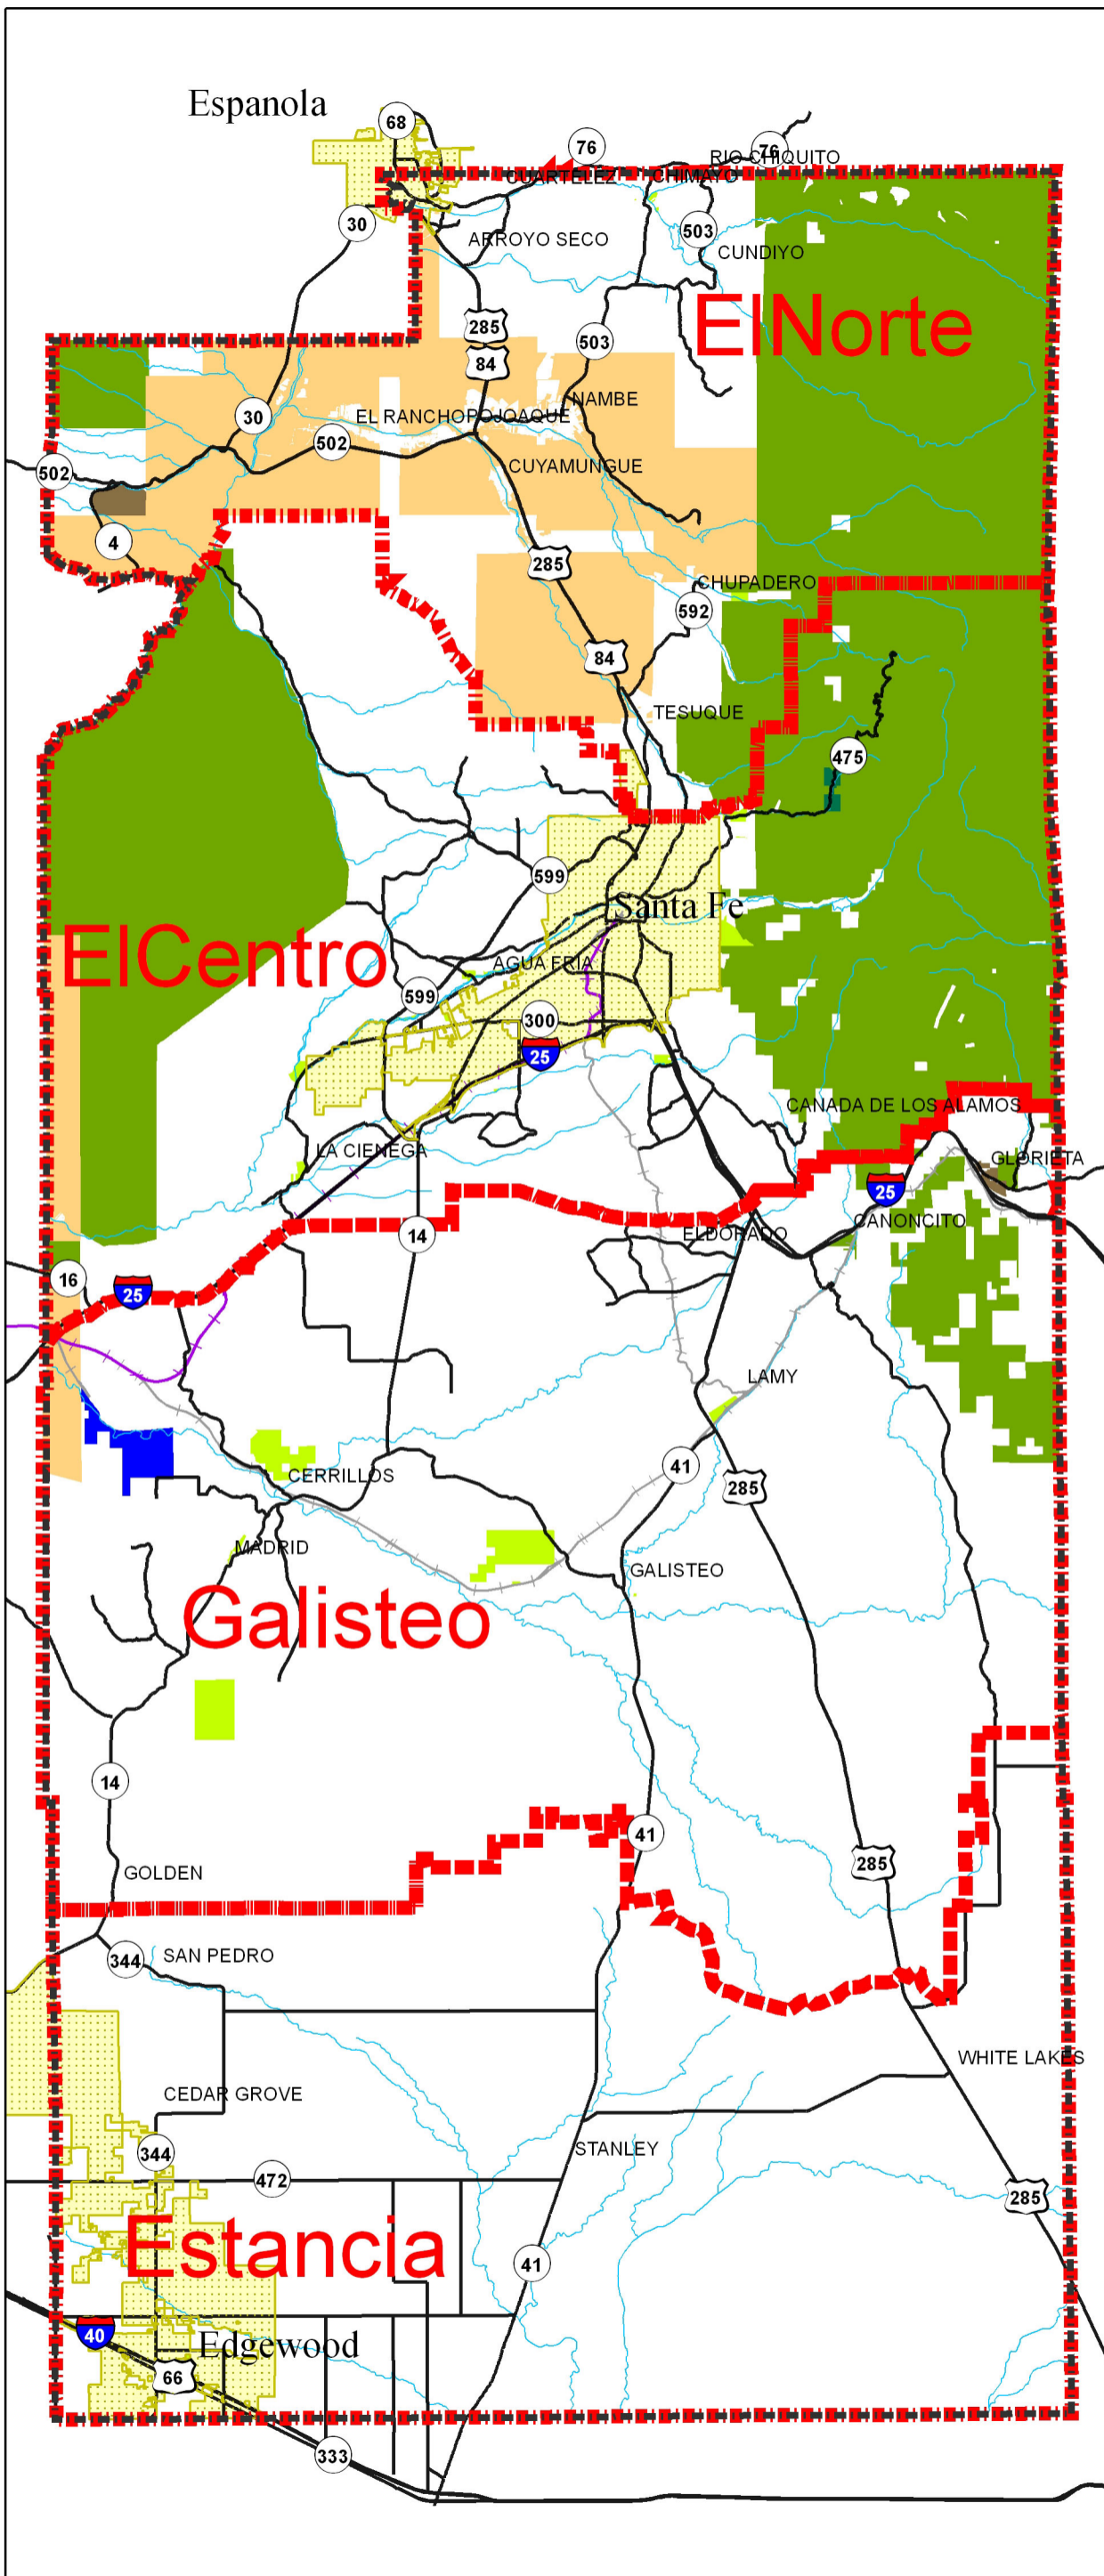 Espanola
68
76
76
RIO CHIQUITO
CUARTELEZ
CHIMAYO
30
503
ARROYO SECO
CUNDIYO
ElNorte
285
503
84
NAMBE
30
EL RANCHO
POJOAQUE
502
502
CUYAMUNGUE
4
285
CHUPADERO
592
84
TESUQUE
475
599
Santa Fe
ElCentro
AGUA FRIA
599
300
25
CANADA DE LOS ALAMOS
LA CIENEGA
GLORIETA
25
CANONCITO
14
ELDORADO
16
25
LAMY
41
CERRILLOS
285
MADRID
GALISTEO
Galisteo
14
41
285
GOLDEN
344
SAN PEDRO
WHITE LAKES
CEDAR GROVE
344
STANLEY
472
285
Estancia
41
40
Edgewood
66
333